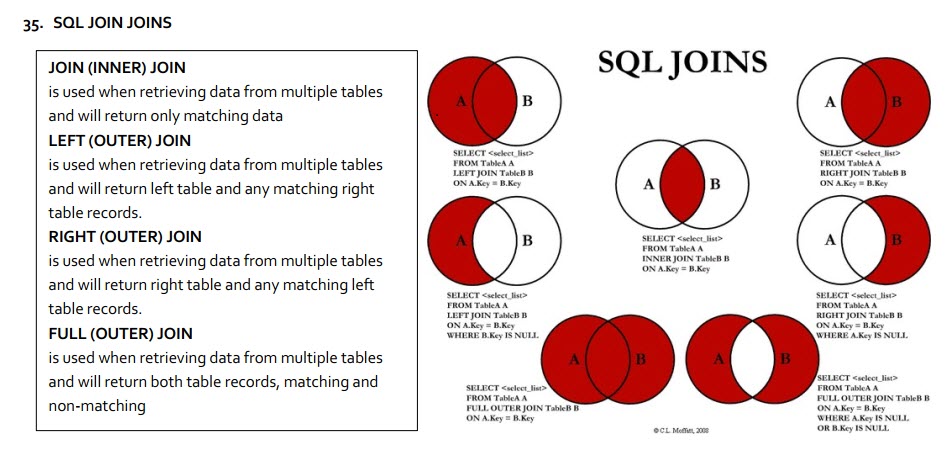 35. SQL JOIN JOINS
JOIN (INNER) JOIN
is used when retrieving data from multiple tables
and will return only matching data
LEFT (OUTER) JOIN
is used when retrieving data from multiple tables
and will return left table and any matching right
table records.
RIGHT (OUTER) JOIN
is used when retrieving data from multiple tables
and will return right table and any matching left
table records.
FULL (OUTER) JOIN
is used when retrieving data from multiple tables
and will return both table records, matching and
non-matching
SQL JOINS
A B
SELECT <select_list>
FROM TableA A
LEFT JOIN TableB B
ON A.Key = B.Key
A B
SELECT <select_list>
FROM TableA A
RIGHT JOIN TableB B
ON A.Key = B.Key
A B
SELECT <select_list>
FROM TableA A
INNER JOIN TableB B
ON A.Key = B.Key
A B
SELECT <select_list>
FROM TableA A
LEFT JOIN TableB B
ON A.Key = B.Key
WHERE B.Key IS NULL
A B
SELECT <select_list>
FROM TableA A
RIGHT JOIN TableB B
ON A.Key = B.Key
WHERE A.Key IS NULL
A B
SELECT <select_list>
FROM TableA A
FULL OUTER JOIN TableB B
ON A.Key = B.Key
A B
SELECT <select_list>
FROM TableA A
FULL OUTER JOIN TableB B
ON A.Key = B.Key
WHERE A.Key IS NULL
OR B.Key IS NULL
© C.L. Moffatt, 2008